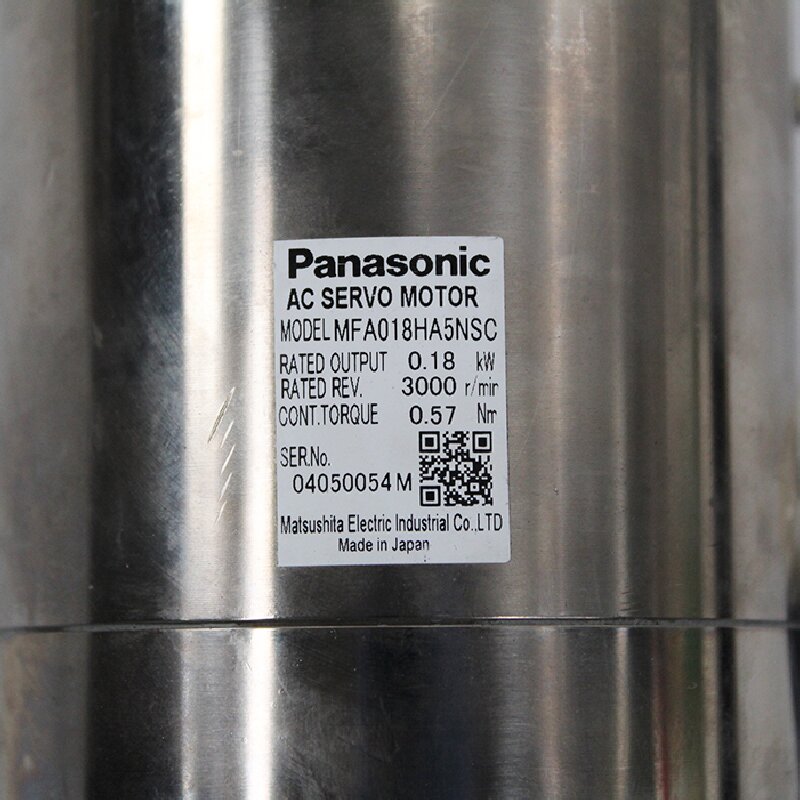 Panasonic
AC SERVO MOTOR
MODEL MFA018HA5NSC
RATED OUTPUT 0.18 kW
RATED REV. 3000 r/min
CONT.TORQUE 0.57 Nm
SER.No.
04050054M
Matsushita Electric Industrial Co.,LTD
Made in Japan